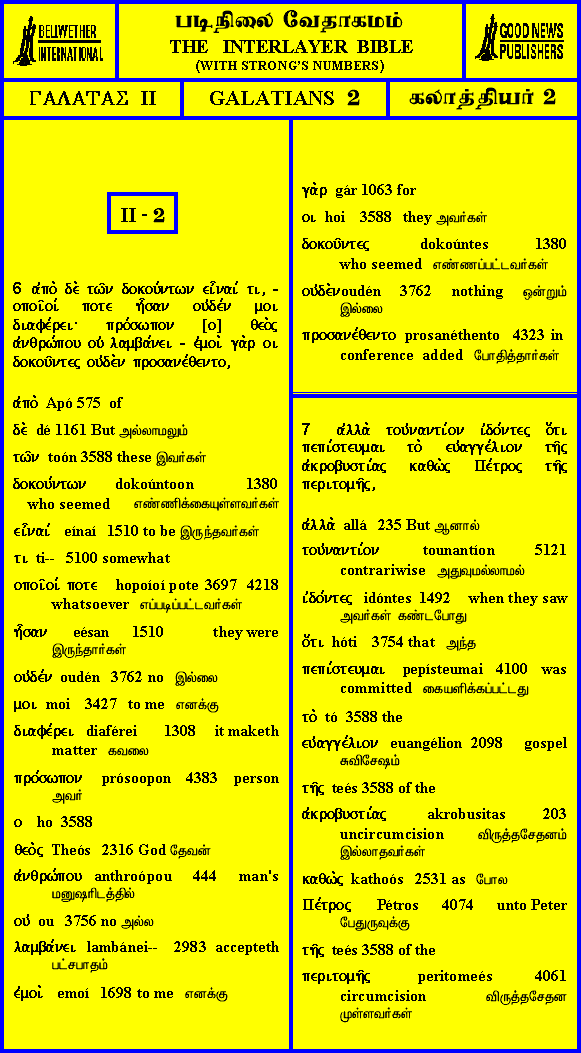 BELLWETHER
INTERNATIONAL
படிநிலை வேதாகமம்
THE INTERLAYER BIBLE
(WITH STRONG'S NUMBERS)
GOOD NEWS
PUBLISHERS
ΓΑΛΑΤΑΣ II
GALATIANS 2
கலாத்தியர் 2
II - 2
6 ἀπὸ δὲ τῶν δοκούντων εἶναί τι, -
οποῖοί ποτε ἦσαν οὐδέν μοι
διαφέρει· πρόσωπον [ο] θεὸς
ἀνθρώπου οὐ λαμβάνει - ἐμοὶ γὰρ οι
δοκοῦντες οὐδὲν προσανέθεντο,
ἀπὸ Apó 575 of
δὲ dé 1161 But அல்லாமலும்
τῶν toón 3588 these இவர்கள்
δοκούντων dokoúntoon 1380
who seemed எண்ணிக்கையுள்ளவர்கள்
εἶναί eínaí 1510 to be இருந்தவர்கள்
τι ti-- 5100 somewhat
οποῖοί ποτε hopoíoí pote 3697 4218
whatsoever எப்படிப்பட்டவர்கள்
ἦσαν eésan 1510 they were
இருந்தார்கள்
οὐδέν oudén 3762 no இல்லை
μοι moi 3427 to me எனக்கு
διαφέρει diaférei 1308 it maketh
matter கவலை
πρόσωπον prósoopon 4383 person
அவர்
ο ho 3588
θεὸς Theós 2316 God தேவன்
ἀνθρώπου anthroópou 444 man's
மனுஷரிடத்தில்
οὐ ou 3756 no அல்ல
λαμβάνει lambánei-- 2983 accepteth
பட்சபாதம்
ἐμοὶ emoí 1698 to me எனக்கு
γὰρ gár 1063 for
οι hoi 3588 they அவர்கள்
δοκοῦντες dokoúntes 1380
who seemed எண்ணப்பட்டவர்கள்
οὐδὲν oudén 3762 nothing ஒன்றும்
இல்லை
προσανέθεντο prosanéthento 4323 in
conference added போதித்தார்கள்
7 ἀλλὰ τοὐναντίον ἰδόντες ὅτι
πεπίστευμαι τὸ εὐαγγέλιον τῆς
ἀκροβυστίας καθὼς Πέτρος τῆς
περιτομῆς,
ἀλλὰ allá 235 But ஆனால்
τοὐναντίον tounantíon 5121
contrariwise அதுவுமல்லாமல்
ἰδόντες idóntes 1492 when they saw
அவர்கள் கண்டபோது
ὅτι hóti 3754 that அந்த
πεπίστευμαι pepísteumai 4100 was
committed கையளிக்கப்பட்டது
τὸ tó 3588 the
εὐαγγέλιον euangélion 2098 gospel
சுவிசேஷம்
τῆς teés 3588 of the
ἀκροβυστίας akrobusitas 203
uncircumcision விருத்தசேதனம்
இல்லாதவர்கள்
καθὼς kathoós 2531 as போல
Πέτρος Pétros 4074 unto Peter
பேதுருவுக்கு
τῆς teés 3588 of the
περιτομῆς peritomeés 4061
circumcision விருத்தசேதன
முள்ளவர்கள்